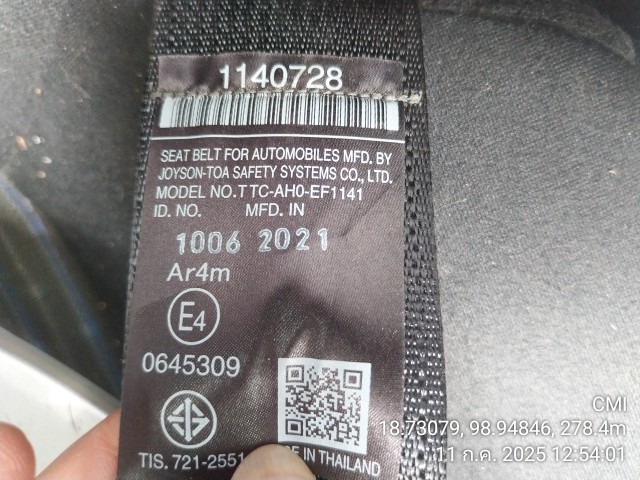 1140728
SEAT BELT FOR AUTOMOBILES MFD. BY
JOYSON-TOA SAFETY SYSTEMS CO., LTD.
MODEL NO.T TC-AH0-EF1141
ID. NO. MFD. IN
1006 2021
Ar4m
E4
0645309
TIS. 721-2551
IN THAILAND
CMI
18.73079, 98.94846, 278.4m
11 ก.ค. 2025 12:54:01